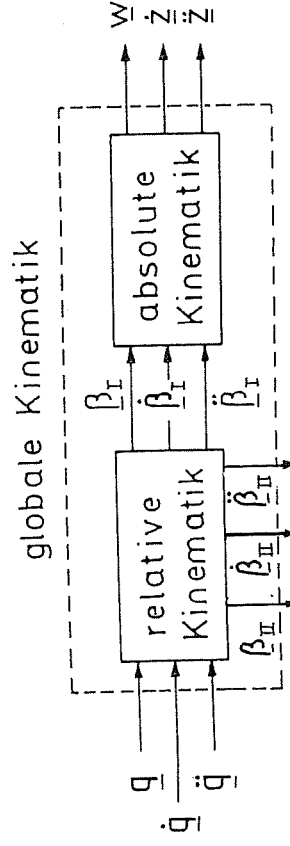 globale Kinematik
q
q̇
q̈
relative
Kinematik
β_I
β̇_I
β̈_I
β_II
β̇_II
β̈_II
absolute
Kinematik
w
ż
z̈